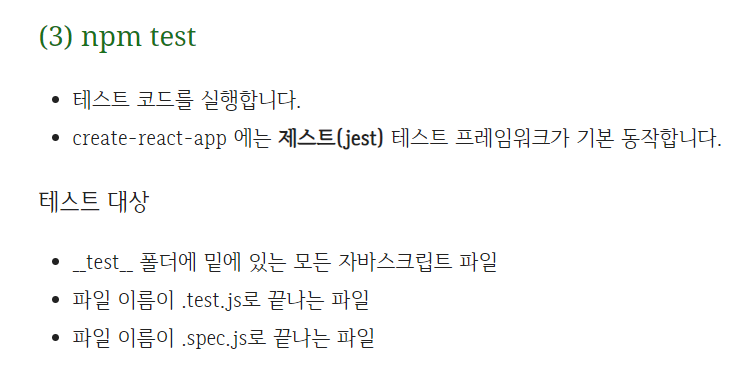 (3) npm test
테스트 코드를 실행합니다.
create-react-app 에는 제스트(jest) 테스트 프레임워크가 기본 동작합니다.
테스트 대상
__test__ 폴더에 밑에 있는 모든 자바스크립트 파일
파일 이름이 .test.js로 끝나는 파일
파일 이름이 .spec.js로 끝나는 파일